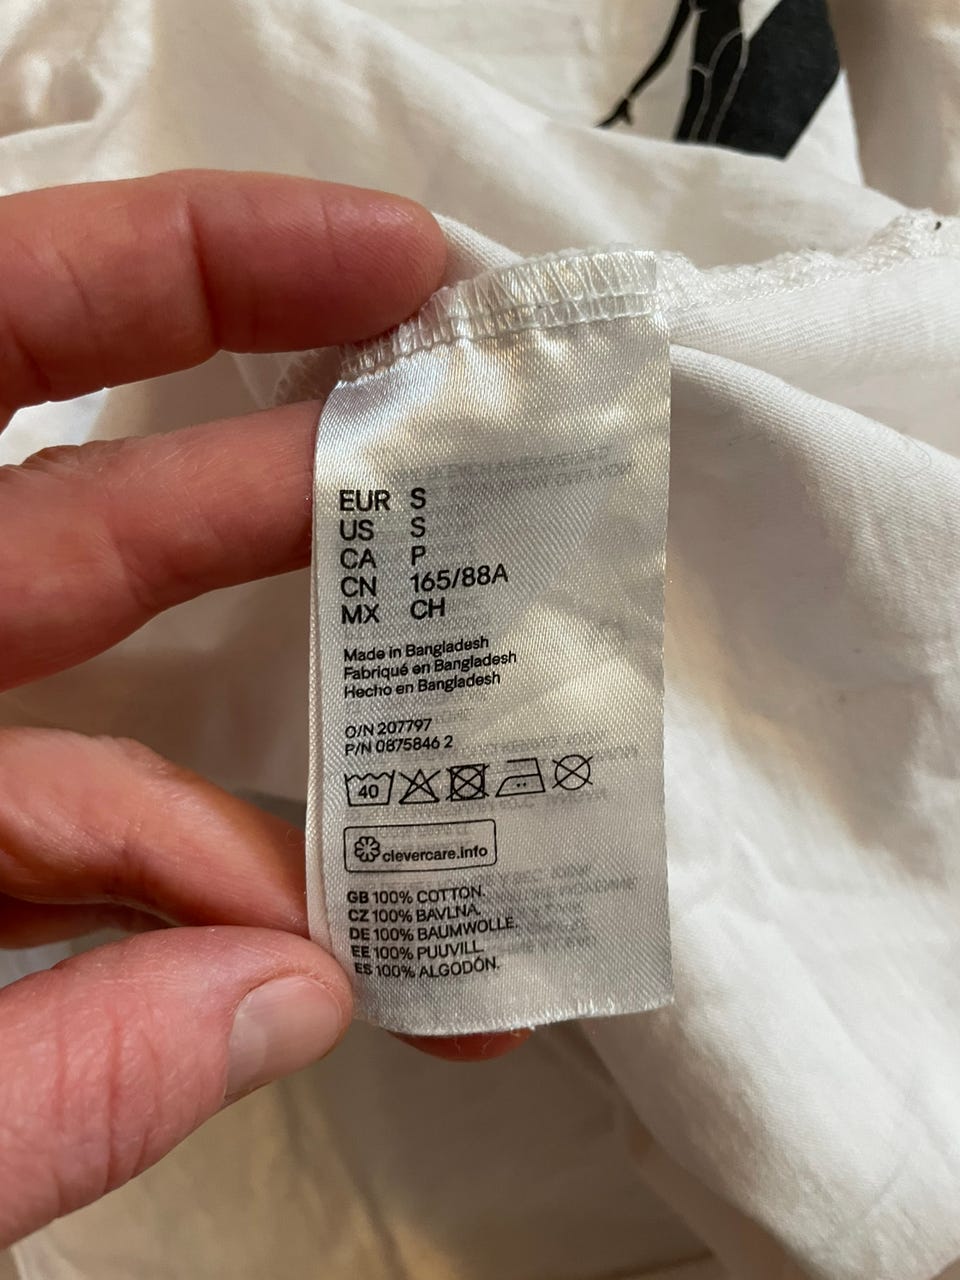 EUR S
US S
CA P
CN 165/88A
MX CH
Made in Bangladesh
Fabriqué en Bangladesh
Hecho en Bangladesh
O/N 207797
P/N 0875846 2
40
clevercare.info
GB 100% COTTON.
CZ 100% BAVLNA.
DE 100% BAUMWOLLE.
EE 100% PUUVILL.
ES 100% ALGODÓN.